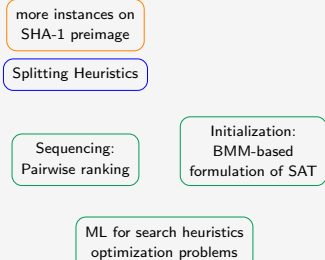 more instances on
SHA-1 preimage
Splitting Heuristics
Sequencing:
Pairwise ranking
Initialization:
BMM-based
formulation of SAT
ML for search heuristics
optimization problems